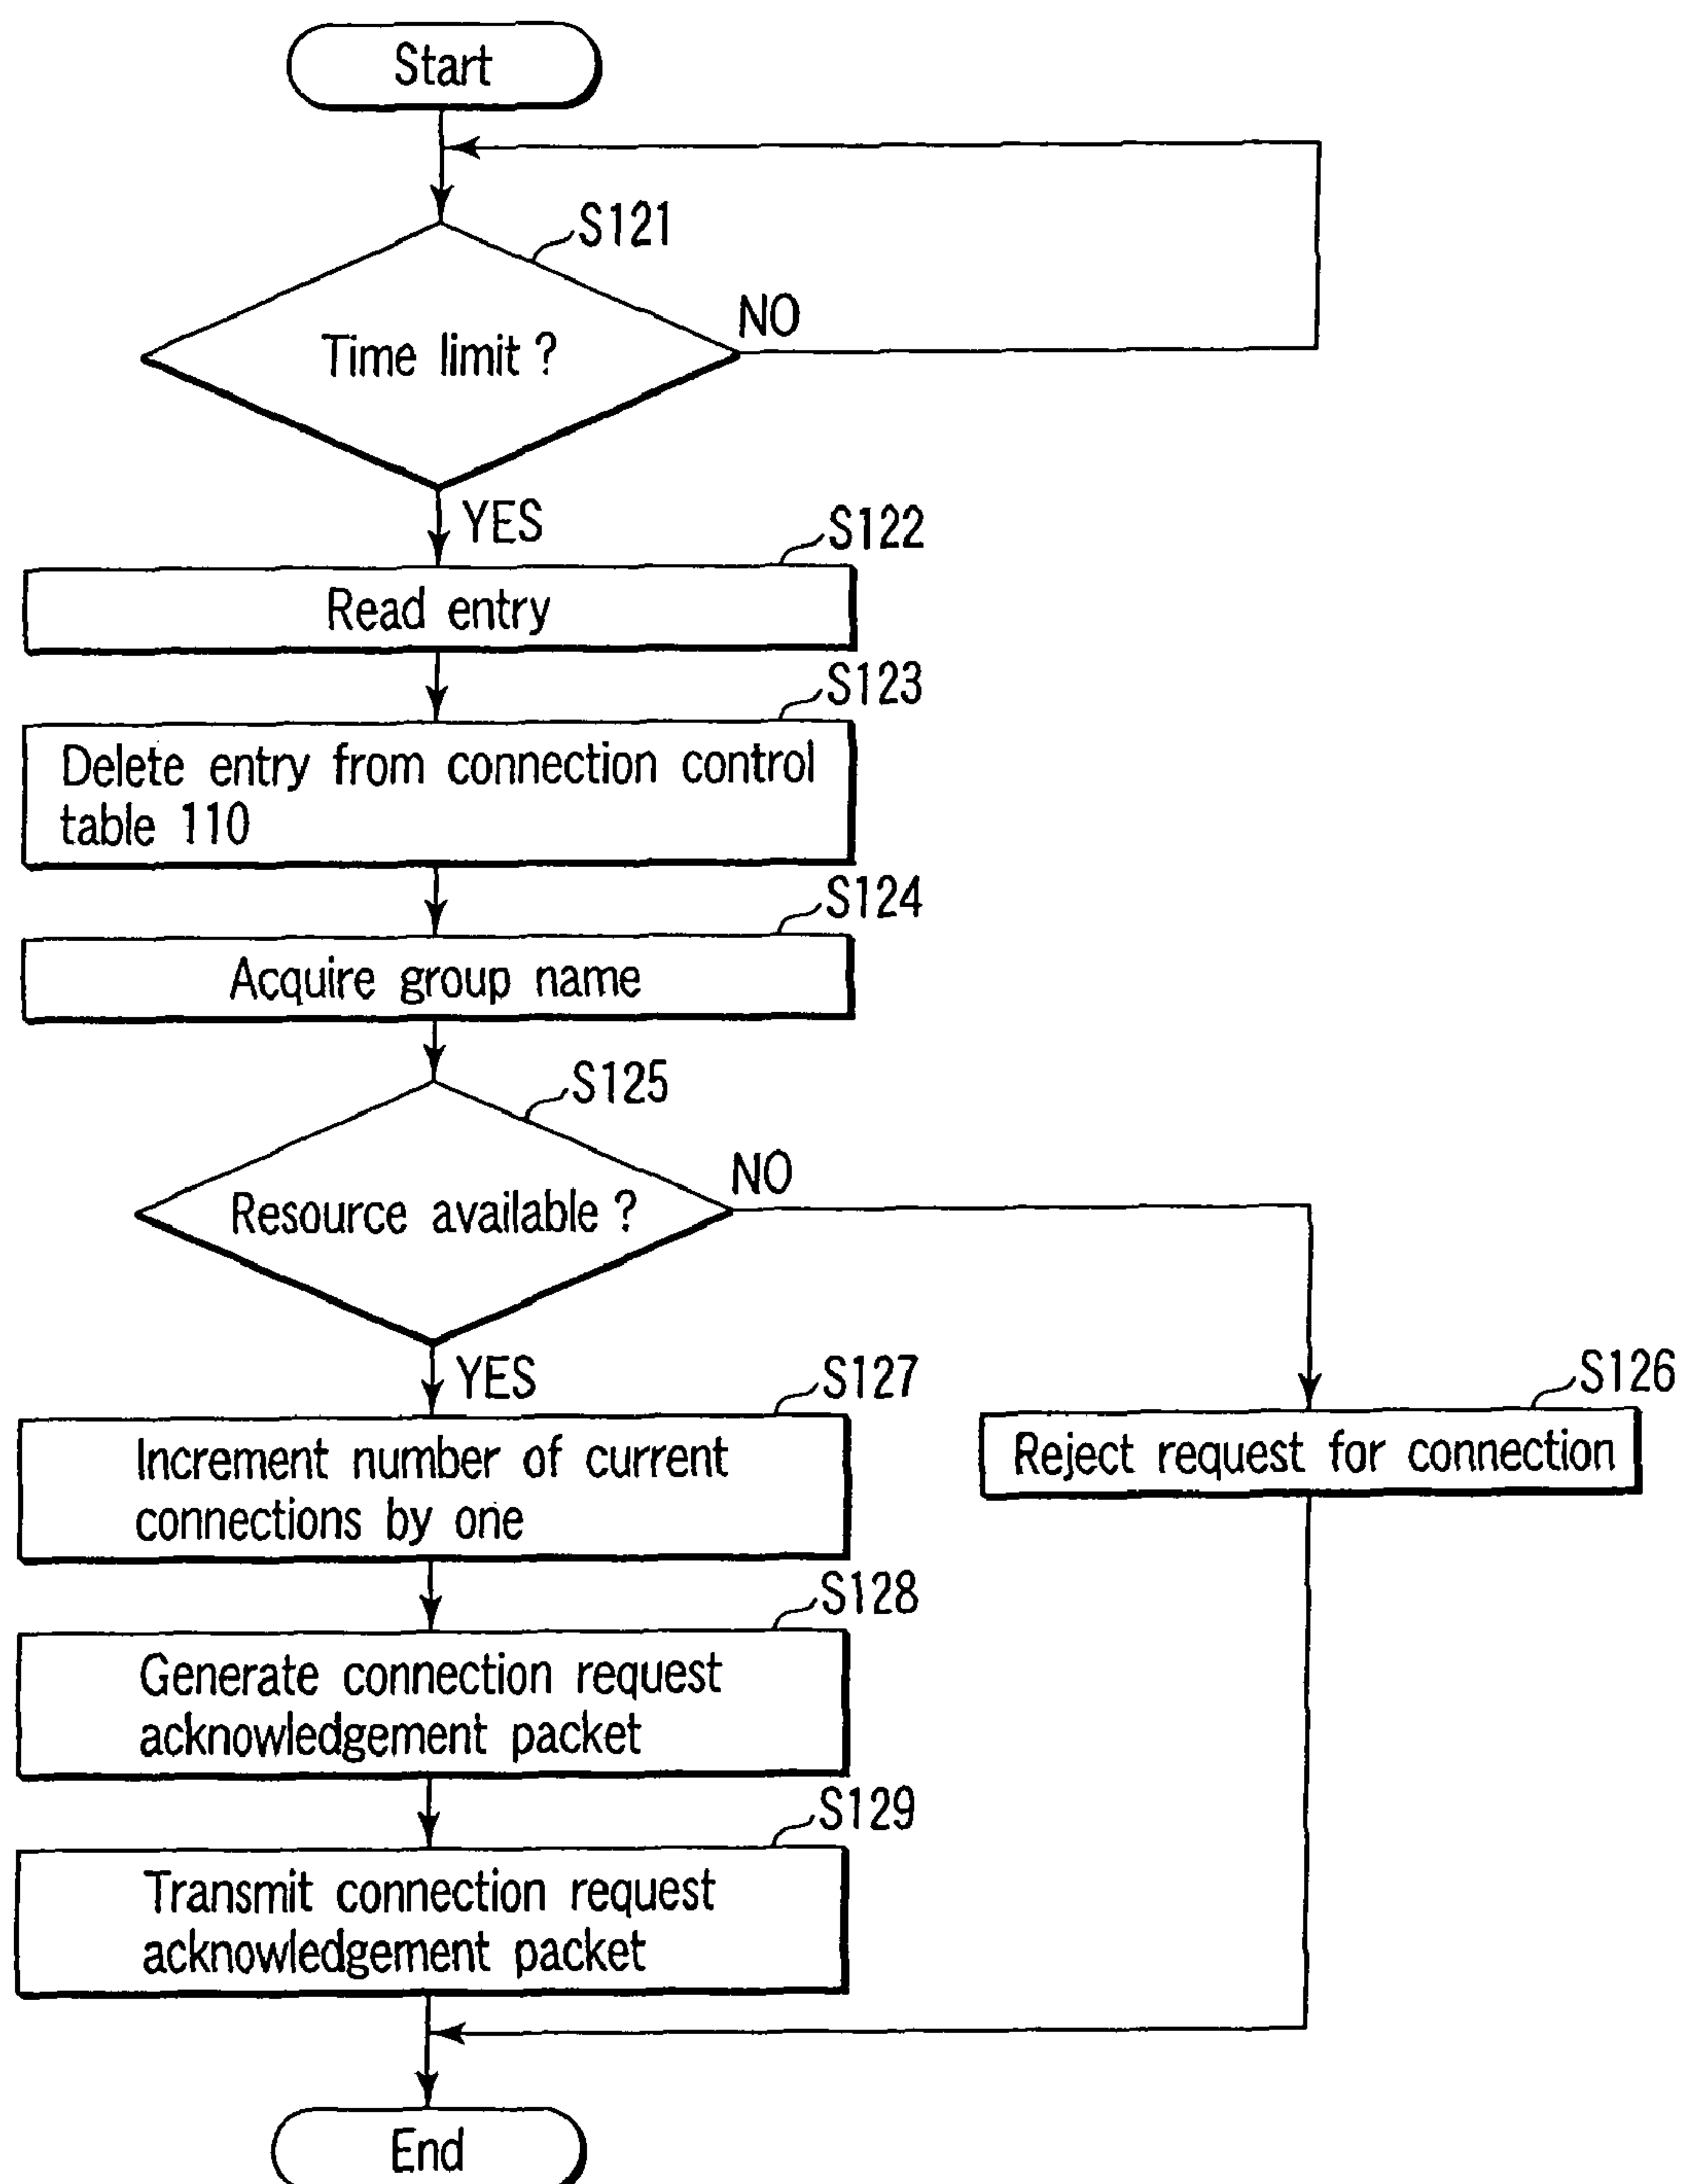 Start
S121
Time limit ?
NO
YES
S122
Read entry
S123
Delete entry from connection control
table 110
S124
Acquire group name
S125
Resource available ?
NO
YES
S127
Increment number of current
connections by one
S126
Reject request for connection
S128
Generate connection request
acknowledgement packet
S129
Transmit connection request
acknowledgement packet
End